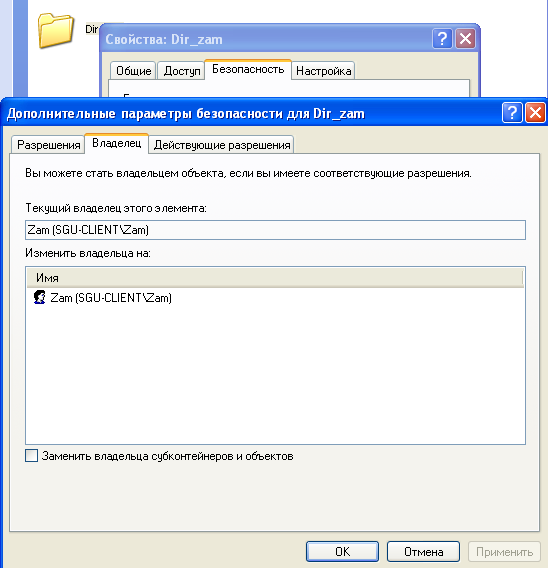 Dir_zam
Свойства: Dir_zam
Общие
Доступ
Безопасность
Настройка
Дополнительные параметры безопасности для Dir_zam
Разрешения
Владелец
Действующие разрешения
Вы можете стать владельцем объекта, если вы имеете соответствующие разрешения.
Текущий владелец этого элемента:
Zam (SGU-CLIENT\Zam)
Изменить владельца на:
Имя
Zam (SGU-CLIENT\Zam)
Заменить владельца субконтейнеров и объектов
OK
Отмена
Применить